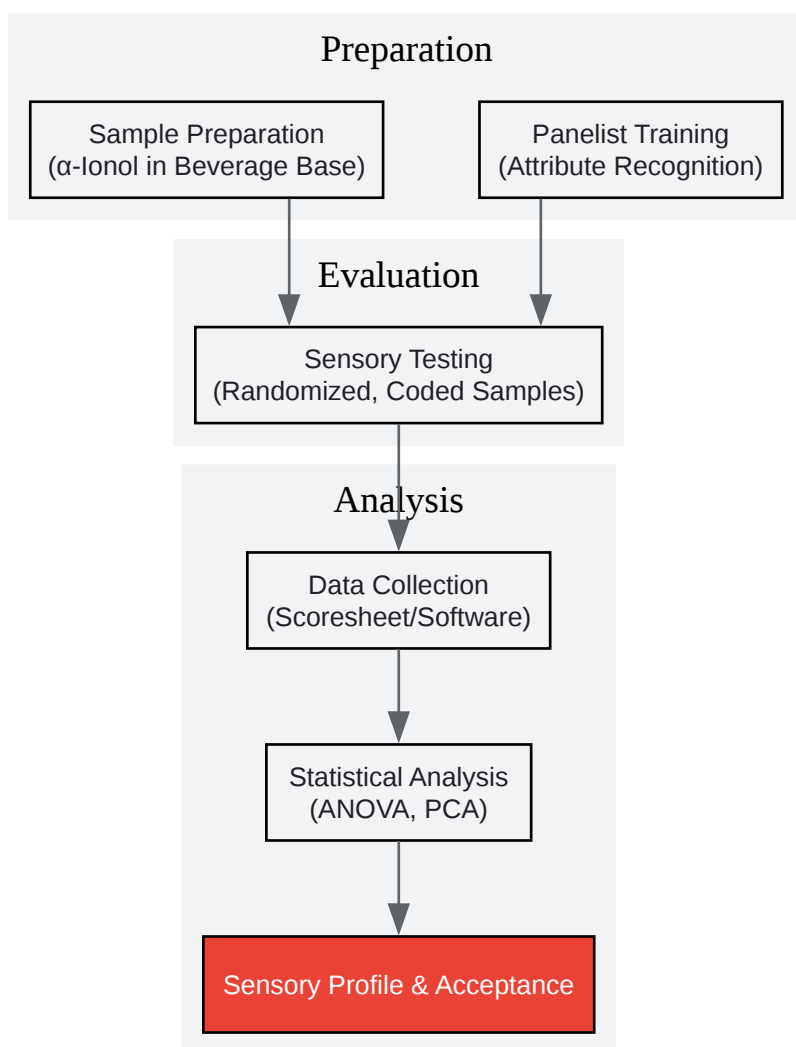 Preparation
Sample Preparation
(α-Ionol in Beverage Base)
Panelist Training
(Attribute Recognition)
Evaluation
Sensory Testing
(Randomized, Coded Samples)
Analysis
Data Collection
(Scoresheet/Software)
Statistical Analysis
(ANOVA, PCA)
Sensory Profile & Acceptance